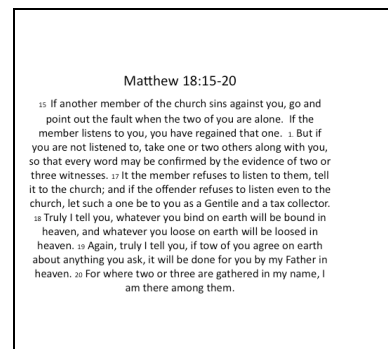 Matthew 18:15-20
15 If another member of the church sins against you, go and
point out the fault when the two of you are alone. If the
member listens to you, you have regained that one. 1. But if
you are not listened to, take one or two others along with you,
so that every word may be confirmed by the evidence of two or
three witnesses. 17 It the member refuses to listen to them, tell
it to the church; and if the offender refuses to listen even to the
church, let such a one be to you as a Gentile and a tax collector.
18 Truly I tell you, whatever you bind on earth will be bound in
heaven, and whatever you loose on earth will be loosed in
heaven. 19 Again, truly I tell you, if tow of you agree on earth
about anything you ask, it will be done for you by my Father in
heaven. 20 For where two or three are gathered in my name, I
am there among them.